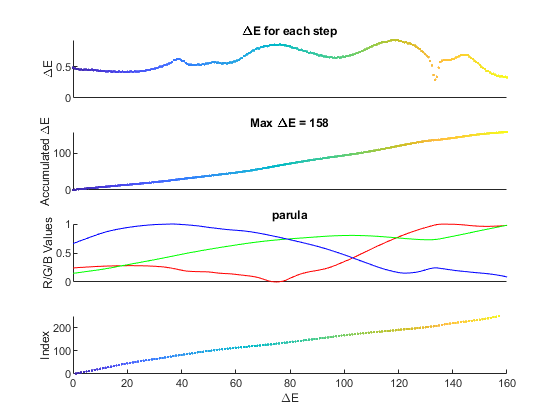 ΔE for each step
ΔE
0.5
0
Max ΔE = 158
Accumulated ΔE
100
0
parula
R/G/B Values
1
0.5
0
Index
200
100
0
0 20 40 60 80 100 120 140 160
ΔE